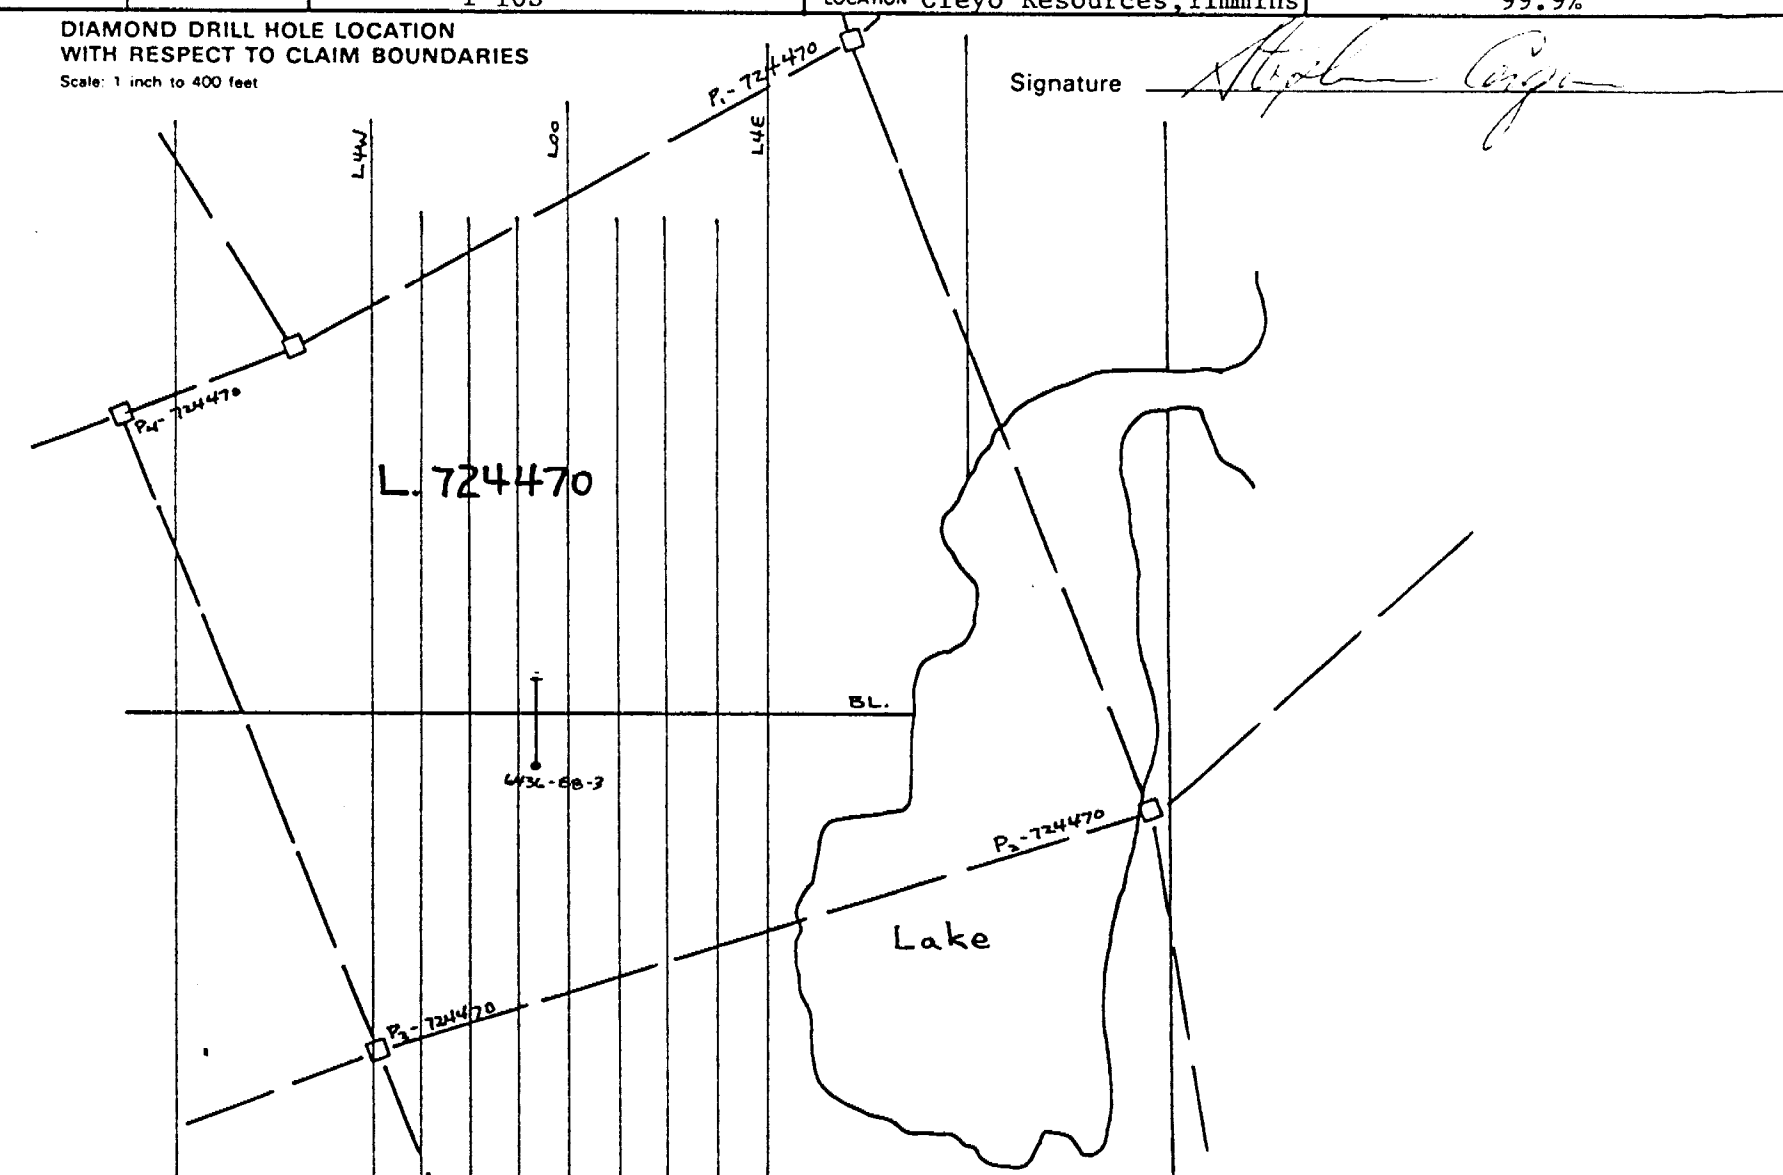 LOCATION Cleyo Resources,Timmins
99.9%
DIAMOND DRILL HOLE LOCATION
WITH RESPECT TO CLAIM BOUNDARIES
Scale: 1 inch to 400 feet
Signature
P1-724470
L4W
L00
L4E
P4-724470
L. 724470
BL.
P2-724470
Lake
P3-724470